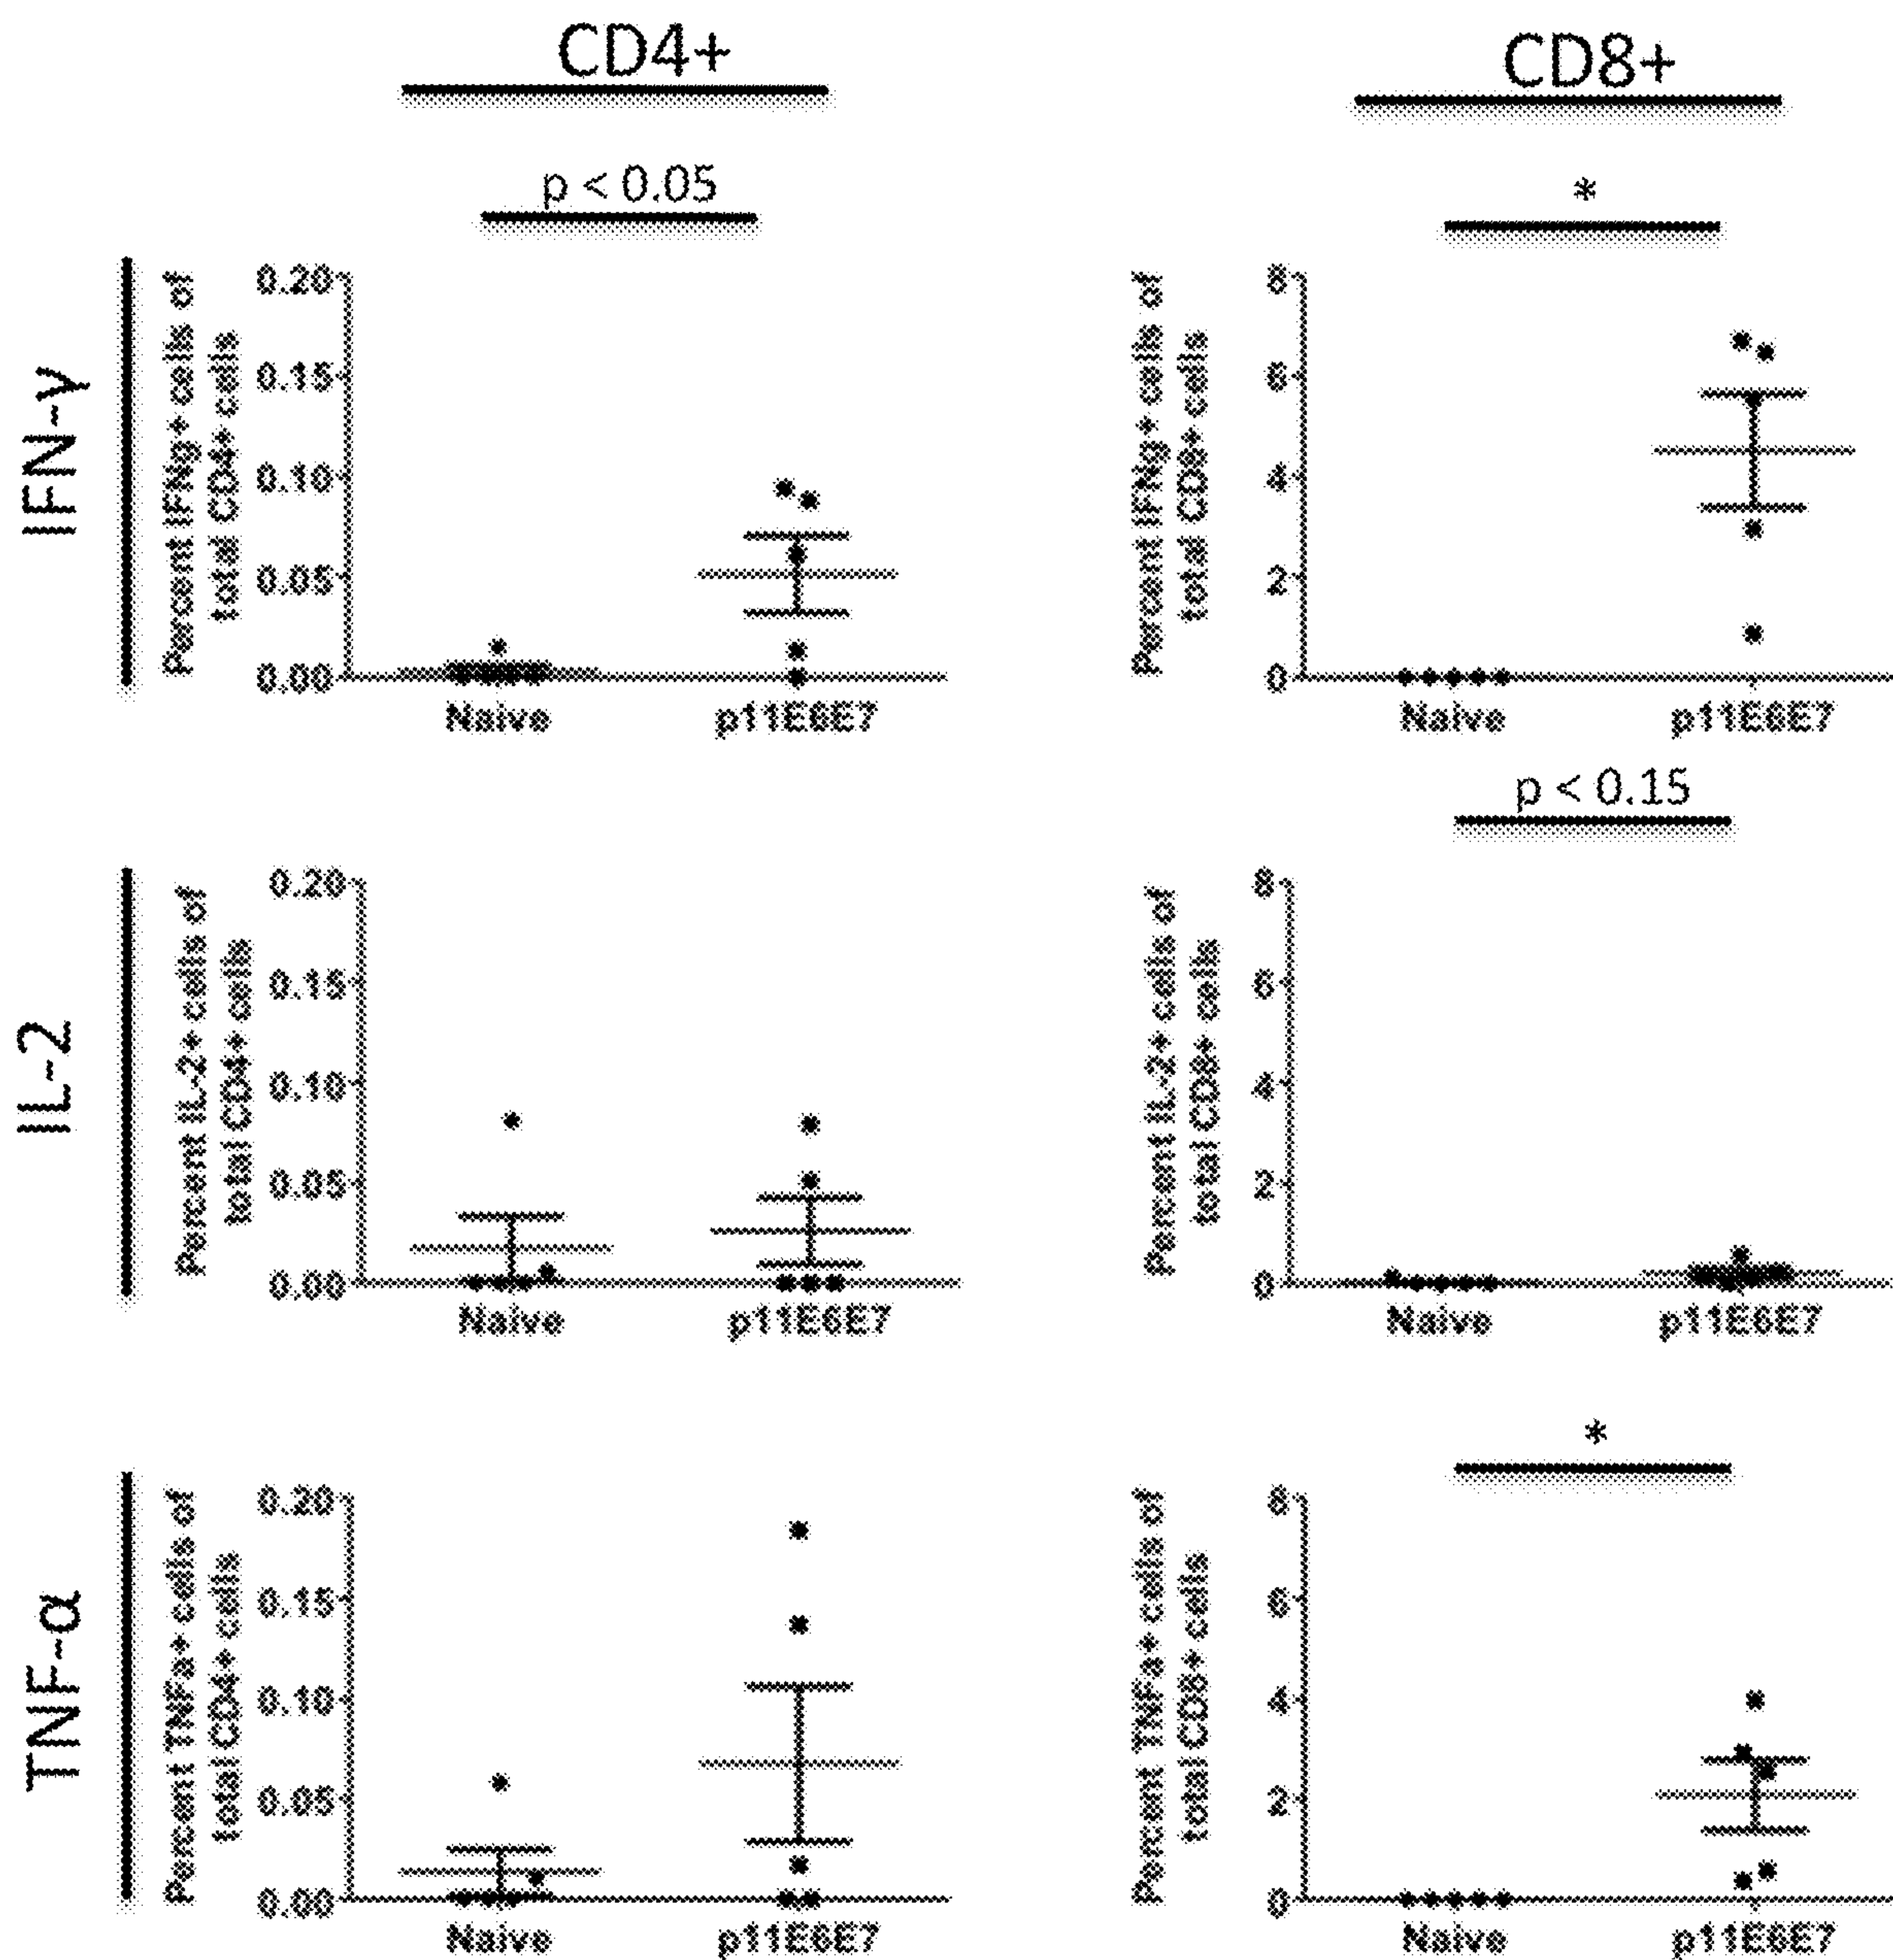 CD4+
CD8+
p < 0.05
*
IFN-γ
Percent IFNg+ cells of
total CD4+ cells
0.20
0.15
0.10
0.05
0.00
Naive
p11E6E7
Percent IFNg+ cells of
total CD8+ cells
8
6
4
2
0
Naive
p11E6E7
p < 0.15
IL-2
Percent IL-2+ cells of
total CD4+ cells
0.20
0.15
0.10
0.05
0.00
Naive
p11E6E7
Percent IL-2+ cells of
total CD8+ cells
8
6
4
2
0
Naive
p11E6E7
*
TNF-α
Percent TNFa+ cells of
total CD4+ cells
0.20
0.15
0.10
0.05
0.00
Naive
p11E6E7
Percent TNFa+ cells of
total CD8+ cells
8
6
4
2
0
Naive
p11E6E7